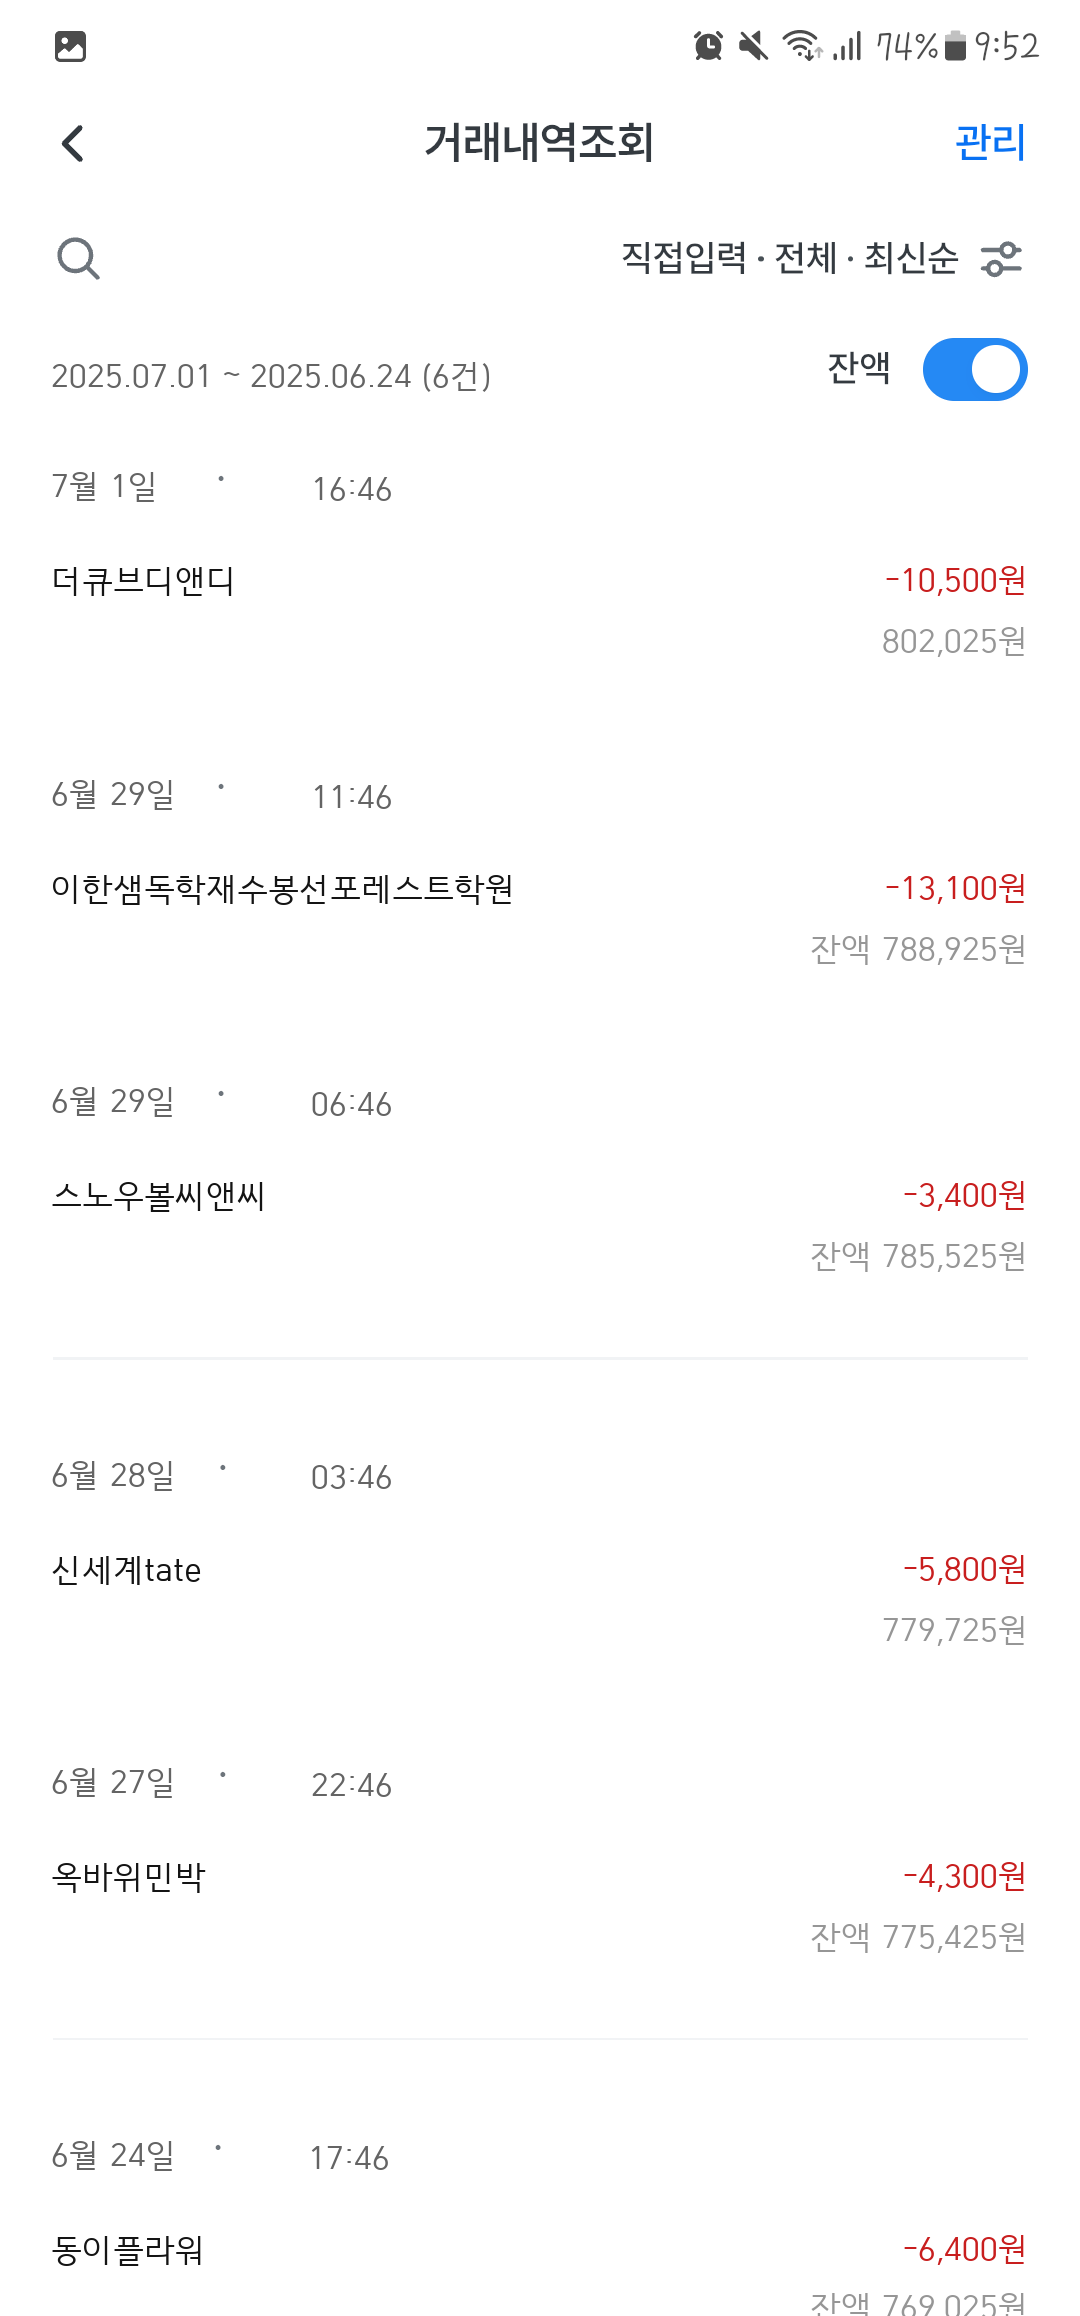 74% 9:52
거래내역조회 관리
직접입력 · 전체 · 최신순
2025.07.01 ~ 2025.06.24 (6건) 잔액
7월 1일 · 16:46
더큐브디앤디 -10,500원
802,025원
6월 29일 · 11:46
이한샘독학재수봉선포레스트학원 -13,100원
잔액 788,925원
6월 29일 · 06:46
스노우볼씨앤씨 -3,400원
잔액 785,525원
6월 28일 · 03:46
신세계tate -5,800원
779,725원
6월 27일 · 22:46
옥바위민박 -4,300원
잔액 775,425원
6월 24일 · 17:46
동이플라워 -6,400원
잔액 769,025원